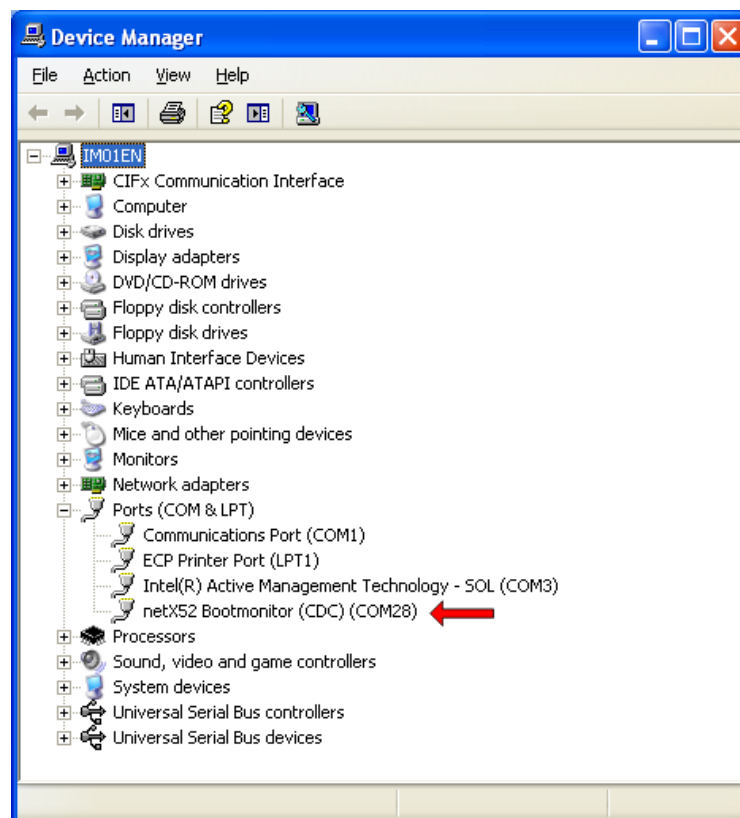 Device Manager
File Action View Help
IM01EN
CIFx Communication Interface
Computer
Disk drives
Display adapters
DVD/CD-ROM drives
Floppy disk controllers
Floppy disk drives
Human Interface Devices
IDE ATA/ATAPI controllers
Keyboards
Mice and other pointing devices
Monitors
Network adapters
Ports (COM & LPT)
Communications Port (COM1)
ECP Printer Port (LPT1)
Intel(R) Active Management Technology - SOL (COM3)
netX52 Bootmonitor (CDC) (COM28)
Processors
Sound, video and game controllers
System devices
Universal Serial Bus controllers
Universal Serial Bus devices